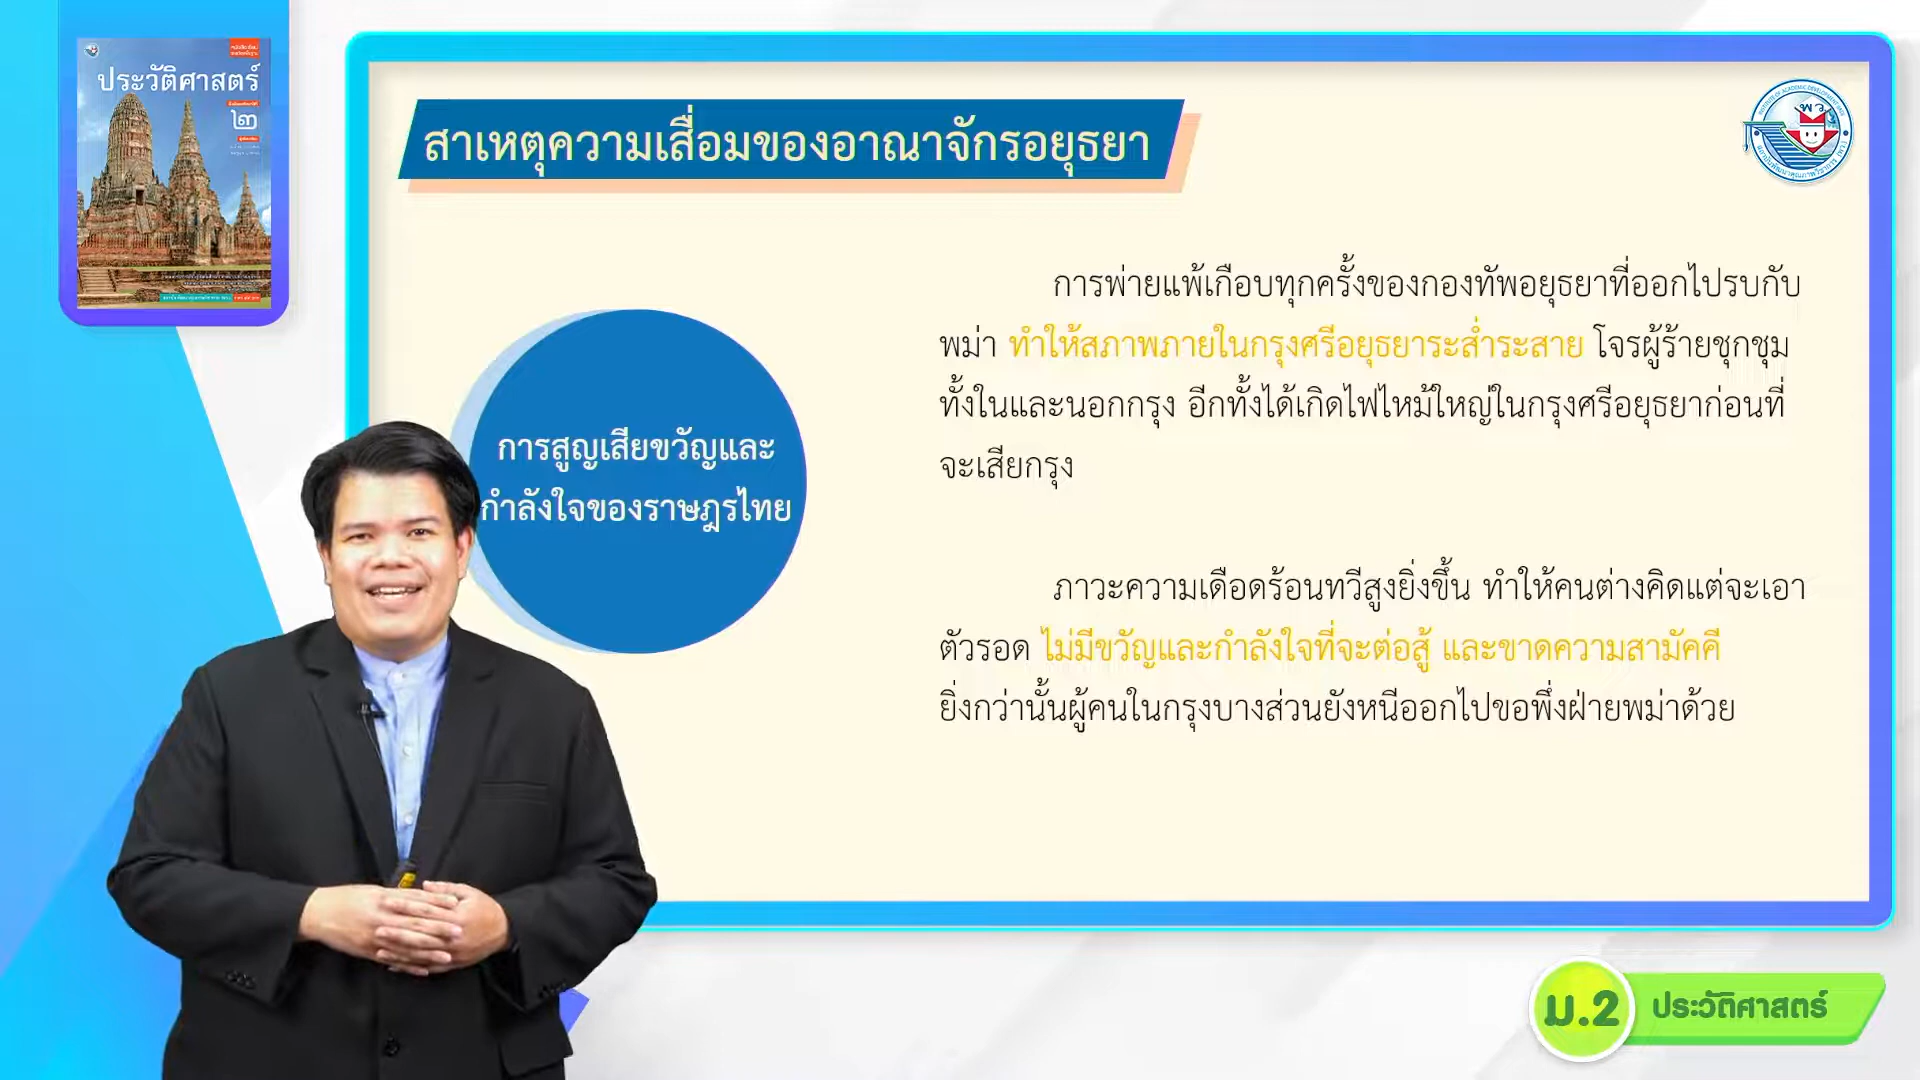 ประวัติศาสตร์
๒
สาเหตุความเสื่อมของอาณาจักรอยุธยา
พว
การสูญเสียขวัญและ
กำลังใจของราษฎรไทย
การพ่ายแพ้เกือบทุกครั้งของกองทัพอยุธยาที่ออกไปรบกับ
พม่า ทำให้สภาพภายในกรุงศรีอยุธยาระส่ำระสาย โจรผู้ร้ายชุกชุม
ทั้งในและนอกกรุง อีกทั้งได้เกิดไฟไหม้ใหญ่ในกรุงศรีอยุธยาก่อนที่
จะเสียกรุง
ภาวะความเดือดร้อนทวีสูงยิ่งขึ้น ทำให้คนต่างคิดแต่จะเอา
ตัวรอด ไม่มีขวัญและกำลังใจที่จะต่อสู้ และขาดความสามัคคี
ยิ่งกว่านั้นผู้คนในกรุงบางส่วนยังหนีออกไปขอพึ่งฝ่ายพม่าด้วย
ม.2
ประวัติศาสตร์